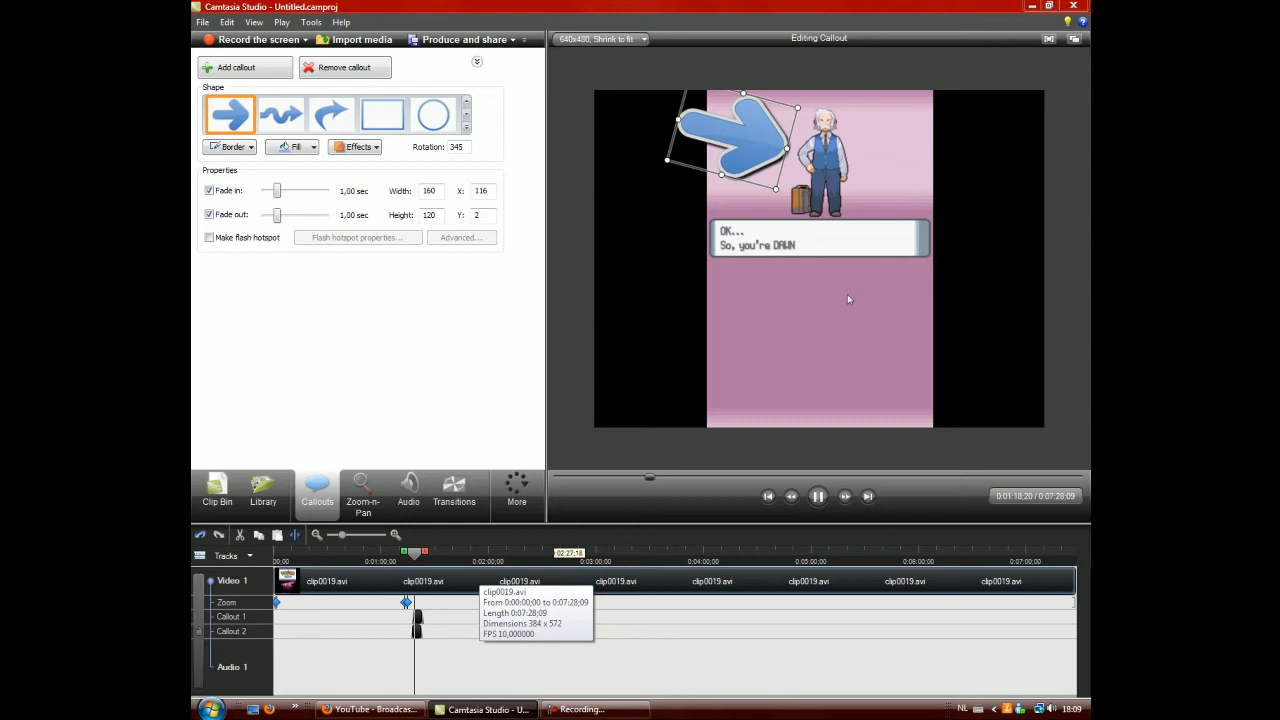 Camtasia Studio - Untitled.camproj
File Edit View Play Tools Help
Record the screen Import media Produce and share
640x480, Shrink to fit
Editing Callout
Add callout Remove callout
Shape
Border Fill Effects Rotation: 345
Properties
Fade in: 1,00 sec Width: 160 X: 116
Fade out: 1,00 sec Height: 120 Y: 2
Make flash hotspot Flash hotspot properties... Advanced...
OK...
So, you're DAWN
Clip Bin Library Callouts Zoom-n-Pan Audio Transitions More
0:01:18;20 / 0:07:28;09
Tracks
02:27;18
00;00 0:01:00;00 0:02:00;00 0:03:00;00 0:04:00;00 0:05:00;00 0:06:00;00 0:07:00;00
Video 1 clip0019.avi clip0019.avi clip0019.avi clip0019.avi clip0019.avi clip0019.avi clip0019.avi clip0019.avi
clip0019.avi
From 0:00:00;00 to 0:07:28;09
Length 0:07:28;09
Dimensions 384 x 572
FPS 10,000000
Zoom
Callout 1
Callout 2
Audio 1
YouTube - Broadcas... Camtasia Studio - U... Recording... NL 18:09